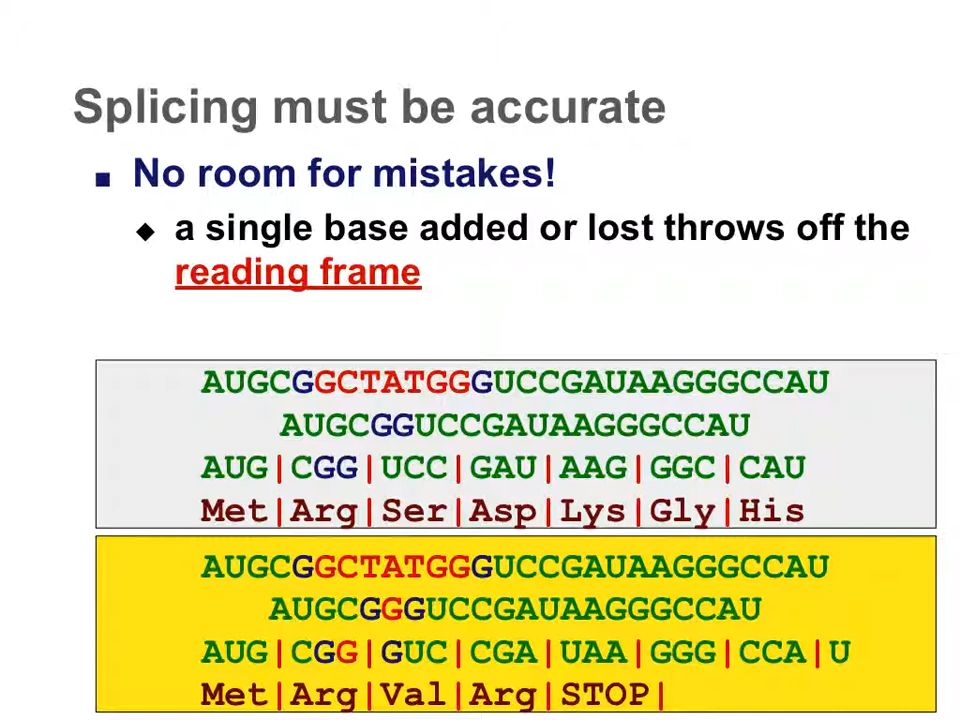 Splicing must be accurate
No room for mistakes!
a single base added or lost throws off the
reading frame
AUGCGGCTATGGGUCCGAUAAGGGCCAU
AUGCGGUCCGAUAAGGGCCAU
AUG|CGG|UCC|GAU|AAG|GGC|CAU
Met|Arg|Ser|Asp|Lys|Gly|His
AUGCGGCTATGGGUCCGAUAAGGGCCAU
AUGCGGGUCCGAUAAGGGCCAU
AUG|CGG|GUC|CGA|UAA|GGG|CCA|U
Met|Arg|Val|Arg|STOP|